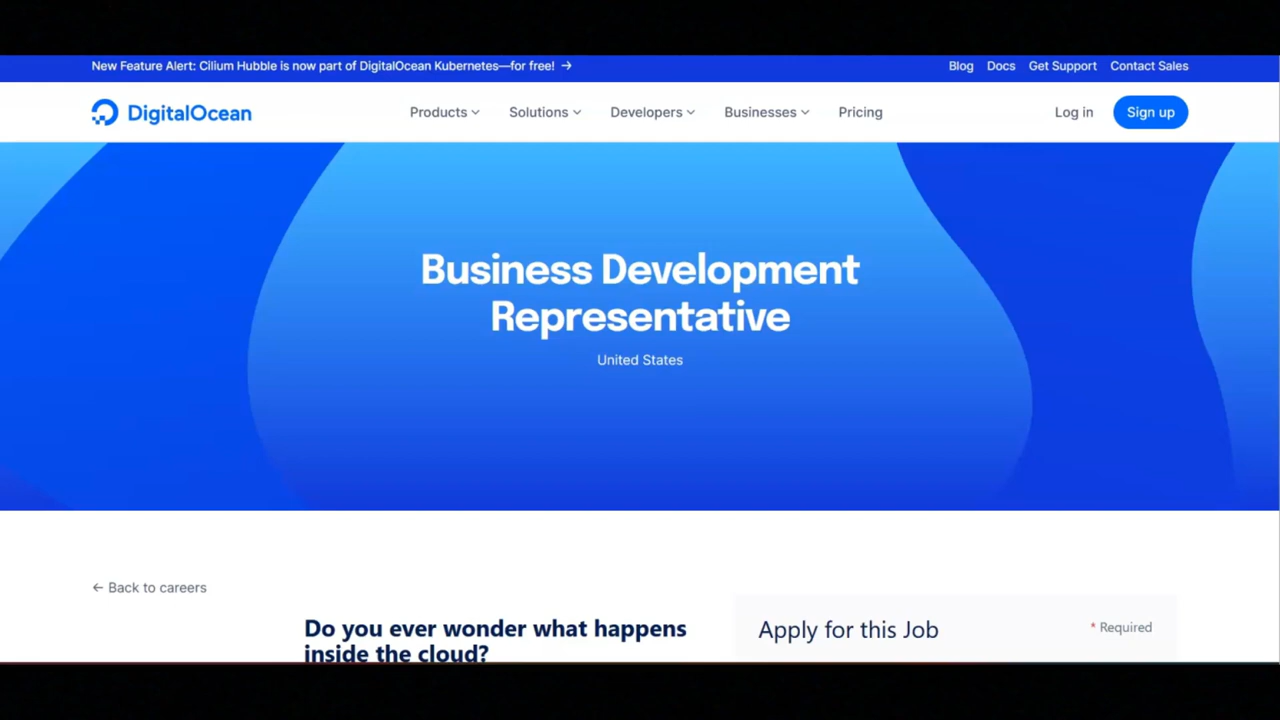 New Feature Alert: Cilium Hubble is now part of DigitalOcean Kubernetes—for free! →
Blog Docs Get Support Contact Sales
DigitalOcean
Products Solutions Developers Businesses Pricing
Log in Sign up
Business Development
Representative
United States
← Back to careers
Do you ever wonder what happens
inside the cloud?
Apply for this Job
* Required